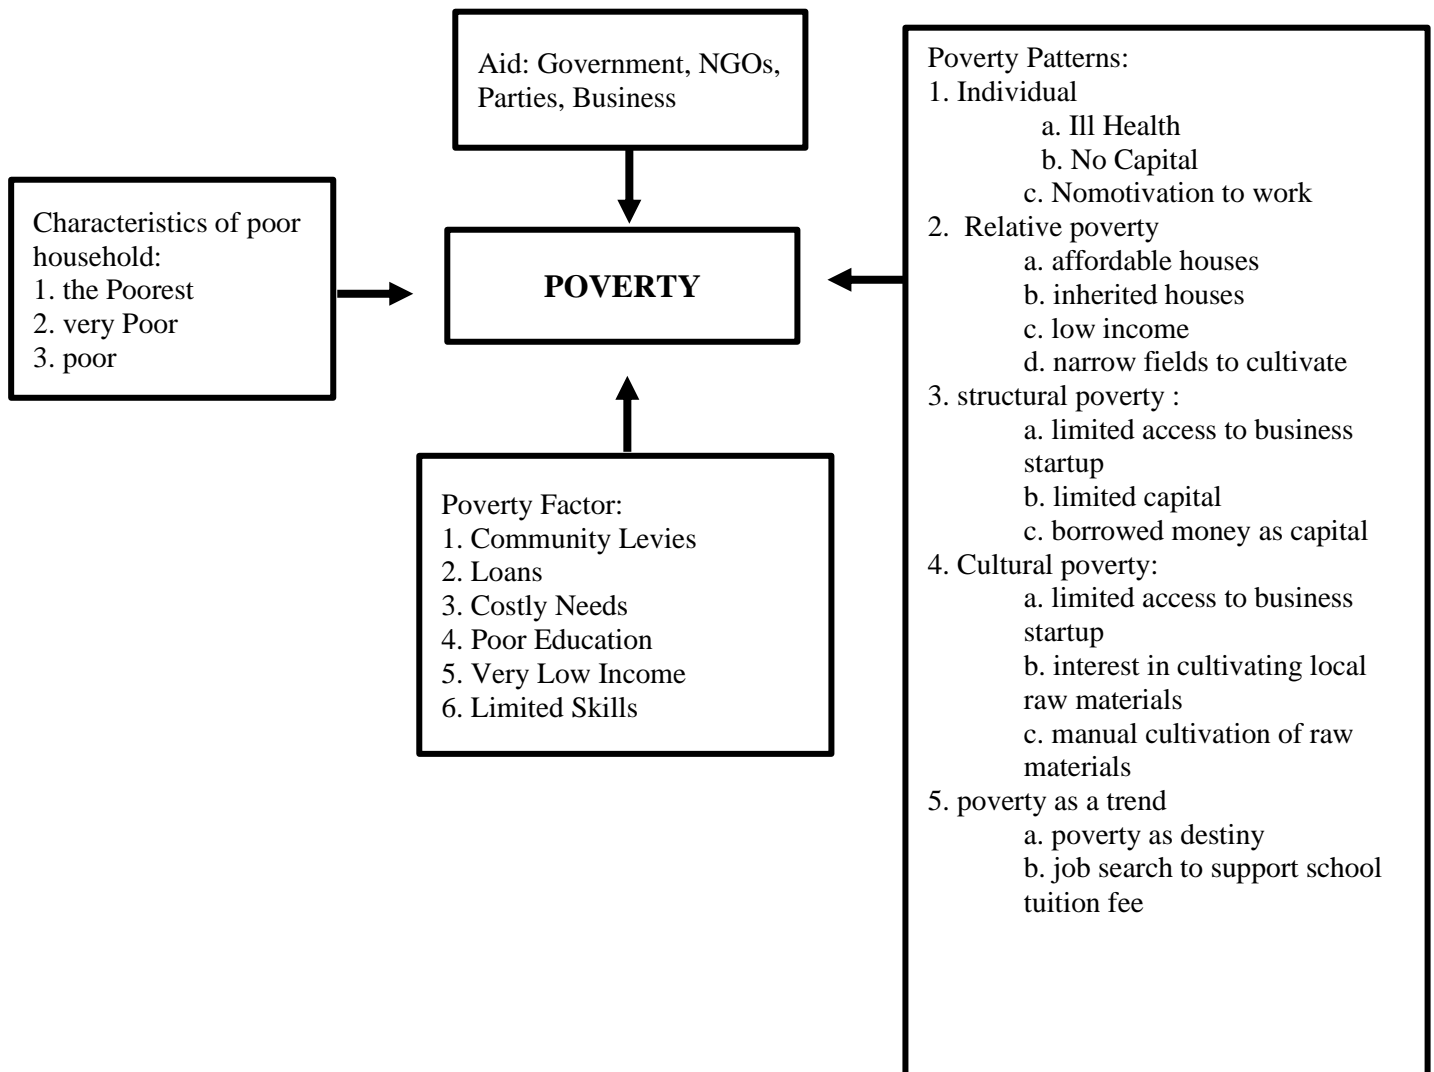 Aid: Government, NGOs,
Parties, Business
Characteristics of poor
household:
1. the Poorest
2. very Poor
3. poor
POVERTY
Poverty Factor:
1. Community Levies
2. Loans
3. Costly Needs
4. Poor Education
5. Very Low Income
6. Limited Skills
Poverty Patterns:
1. Individual
a. Ill Health
b. No Capital
c. Nomotivation to work
2. Relative poverty
a. affordable houses
b. inherited houses
c. low income
d. narrow fields to cultivate
3. structural poverty :
a. limited access to business
startup
b. limited capital
c. borrowed money as capital
4. Cultural poverty:
a. limited access to business
startup
b. interest in cultivating local
raw materials
c. manual cultivation of raw
materials
5. poverty as a trend
a. poverty as destiny
b. job search to support school
tuition fee